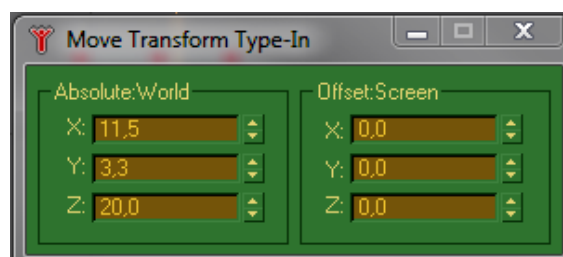 Move Transform Type-In
Absolute:World
X: 11,5
Y: 3,3
Z: 20,0
Offset:Screen
X: 0,0
Y: 0,0
Z: 0,0